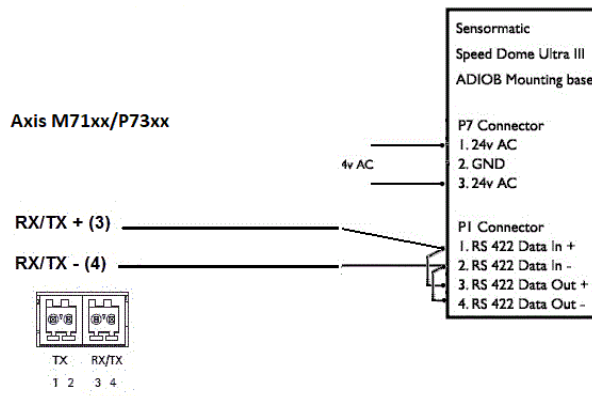 Sensormatic
Speed Dome Ultra III
ADIOB Mounting base
Axis M71xx/P73xx
P7 Connector
1. 24v AC
4v AC
2. GND
3. 24v AC
RX/TX + (3)
P1 Connector
1. RS 422 Data In +
RX/TX - (4)
2. RS 422 Data In -
3. RS 422 Data Out +
4. RS 422 Data Out -
TX RX/TX
1 2 3 4